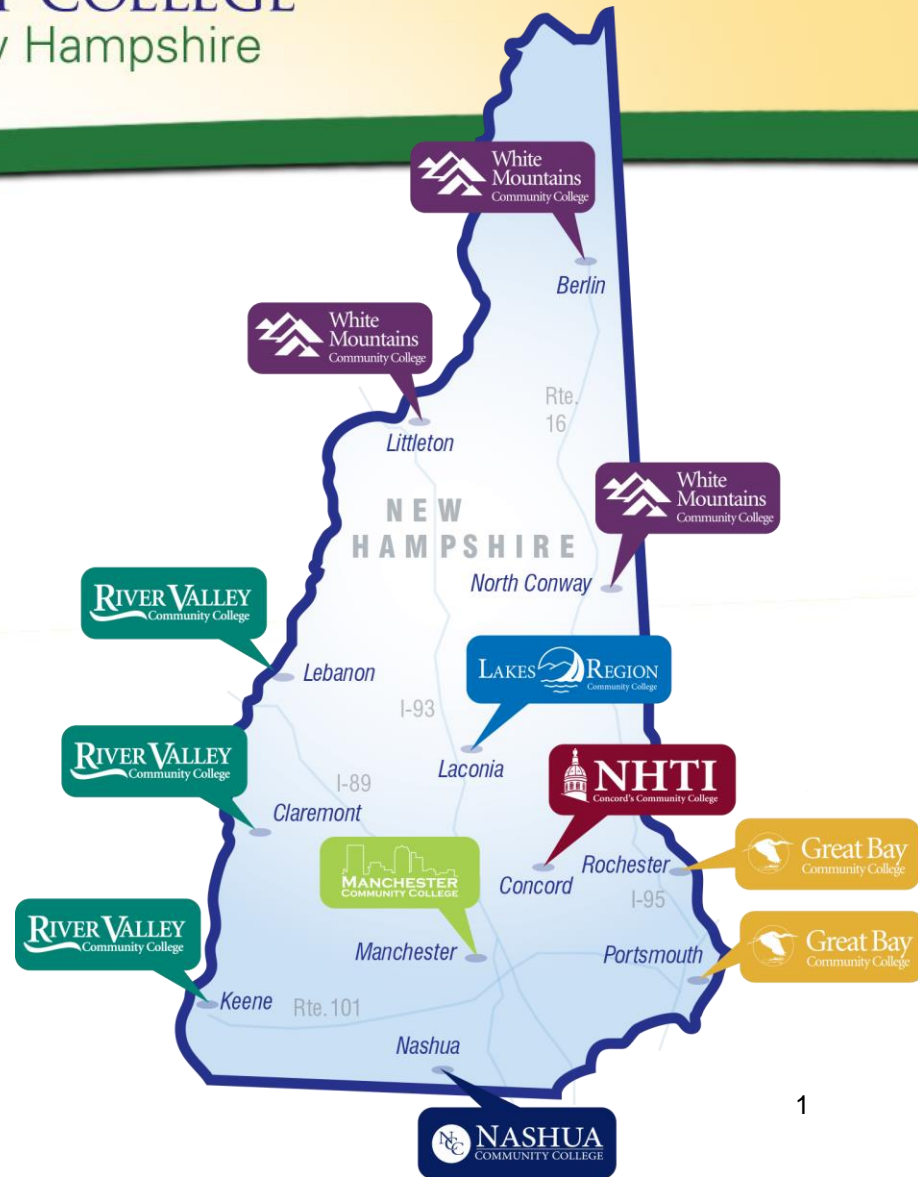 COLLEGE
Hampshire
White
Mountains
Community College
Berlin
White
Mountains
Community College
Littleton
Rte.
16
White
Mountains
Community College
NEW
HAMPSHIRE
North Conway
RIVER VALLEY
Community College
Lebanon
LAKES REGION
Community College
I-93
RIVER VALLEY
Community College
Laconia
I-89
Claremont
NHTI
Concord's Community College
MANCHESTER
COMMUNITY COLLEGE
Concord
Rochester
Great Bay
Community College
I-95
RIVER VALLEY
Community College
Manchester
Portsmouth
Great Bay
Community College
Keene
Rte. 101
Nashua
NCC
NASHUA
COMMUNITY COLLEGE
1